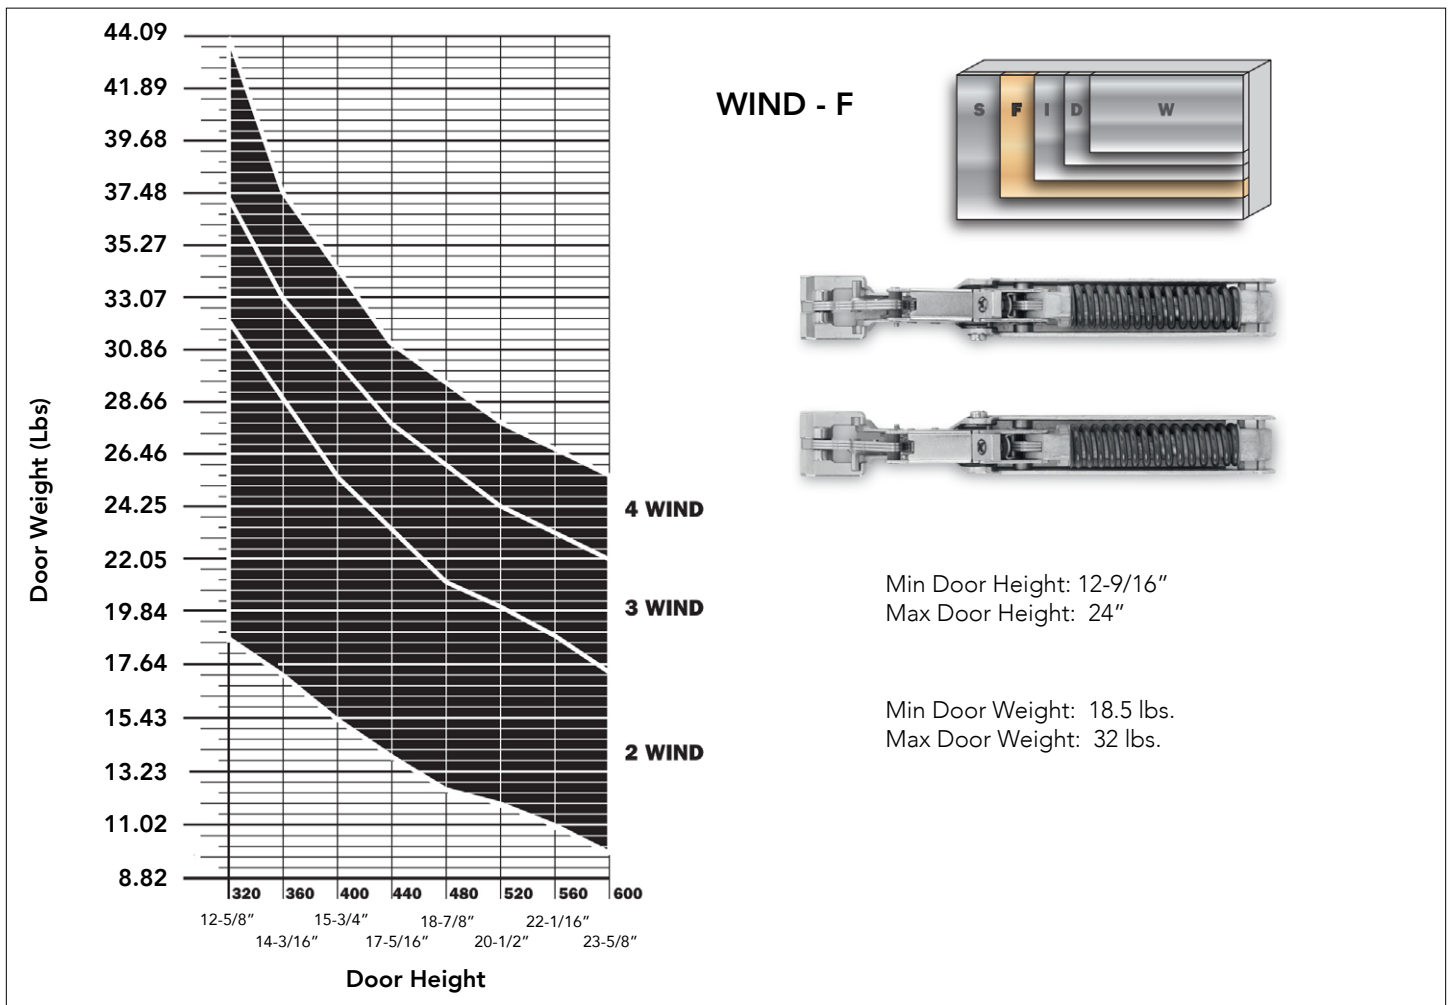 44.09
41.89
39.68
37.48
35.27
33.07
30.86
28.66
26.46
24.25
22.05
19.84
17.64
15.43
13.23
11.02
8.82
Door Weight (Lbs)
4 WIND
3 WIND
2 WIND
320 360 400 440 480 520 560 600
12-5/8” 15-3/4” 18-7/8” 22-1/16”
14-3/16” 17-5/16” 20-1/2” 23-5/8”
Door Height
WIND - F
S F I D W
Min Door Height: 12-9/16”
Max Door Height: 24”
Min Door Weight: 18.5 lbs.
Max Door Weight: 32 lbs.